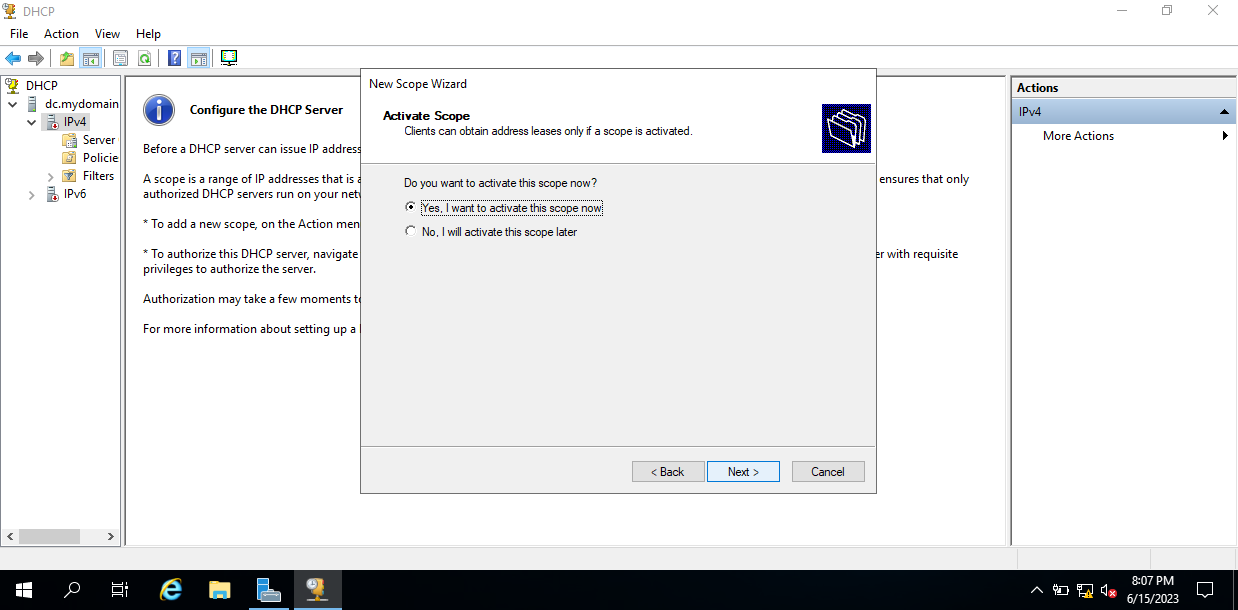 DHCP
File Action View Help
DHCP
dc.mydomain
IPv4
Server
Policie
Filters
IPv6
Configure the DHCP Server
Before a DHCP server can issue IP address
A scope is a range of IP addresses that is a
ensures that only
authorized DHCP servers run on your netw
* To add a new scope, on the Action men
* To authorize this DHCP server, navigate
er with requisite
privileges to authorize the server.
Authorization may take a few moments to
For more information about setting up a
New Scope Wizard
Activate Scope
Clients can obtain address leases only if a scope is activated.
Do you want to activate this scope now?
Yes, I want to activate this scope now
No, I will activate this scope later
< Back
Next >
Cancel
Actions
IPv4
More Actions
8:07 PM
6/15/2023